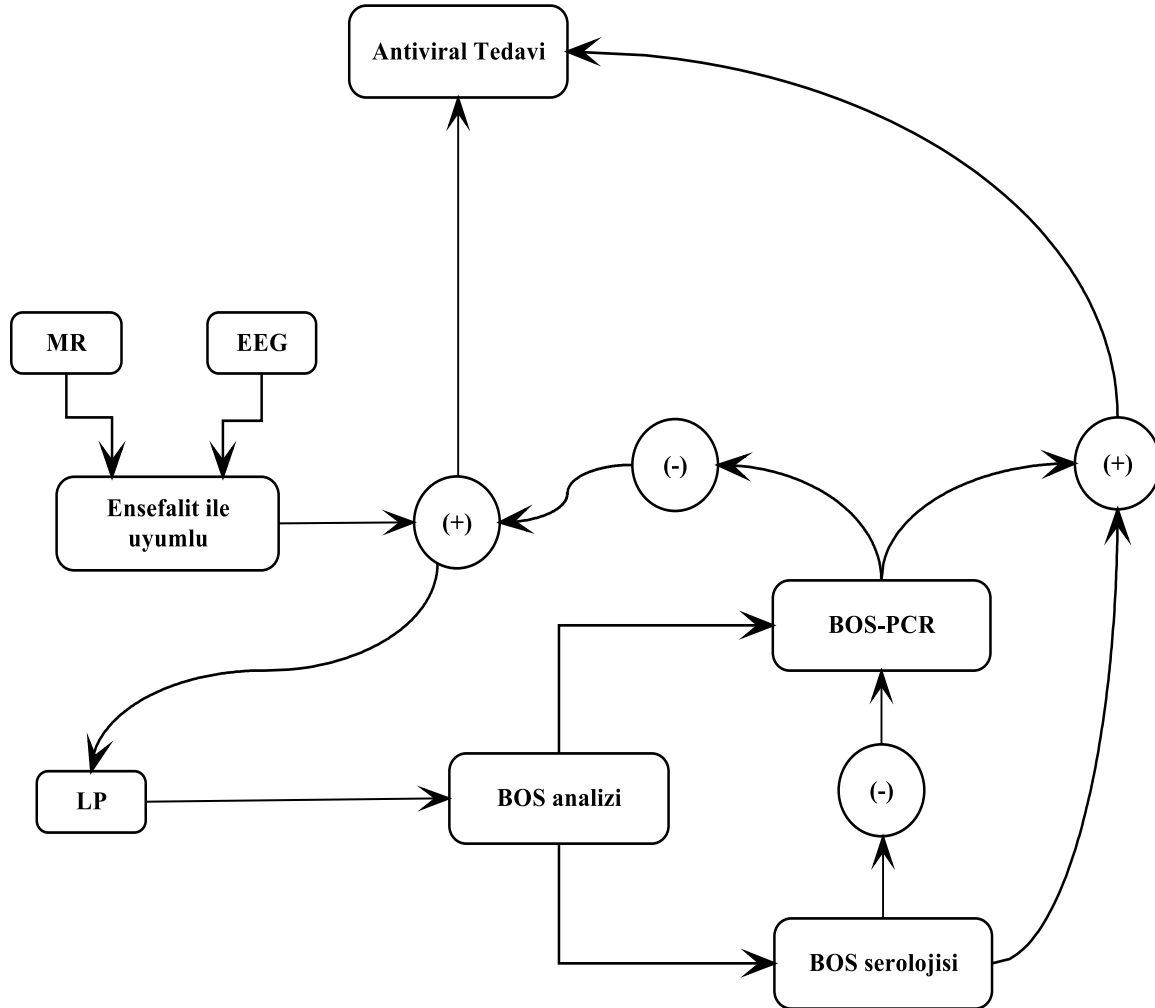 Antiviral Tedavi
MR
EEG
(-)
(+)
Ensefalit ile
uyumlu
(+)
BOS-PCR
LP
BOS analizi
(-)
BOS serolojisi